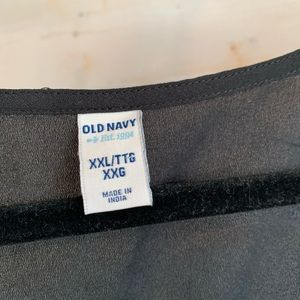 OLD NAVY
Est. 1994
XXL/TTG
XXG
MADE IN
INDIA